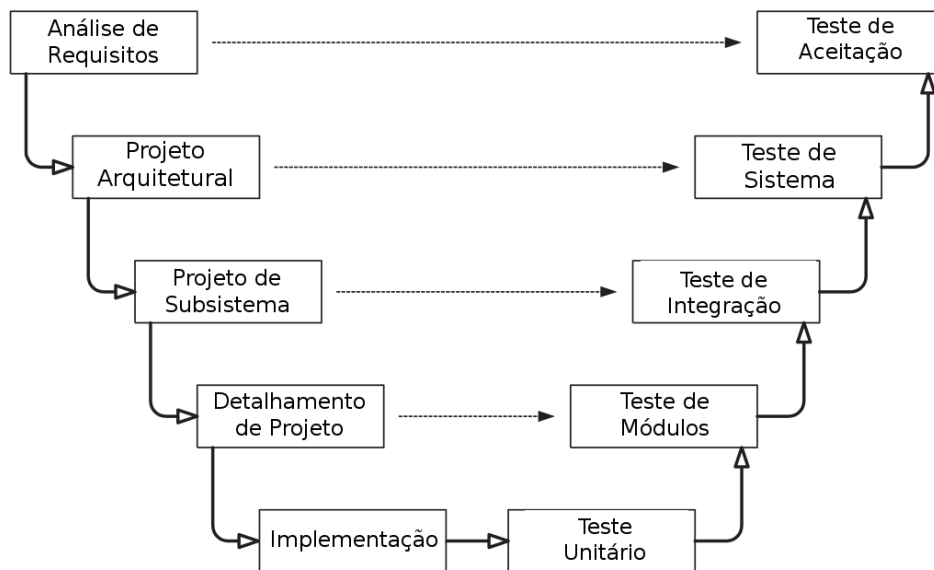 Análise de
Requisitos
Teste de
Aceitação
Projeto
Arquitetural
Teste de
Sistema
Projeto de
Subsistema
Teste de
Integração
Detalhamento
de Projeto
Teste de
Módulos
Implementação
Teste
Unitário